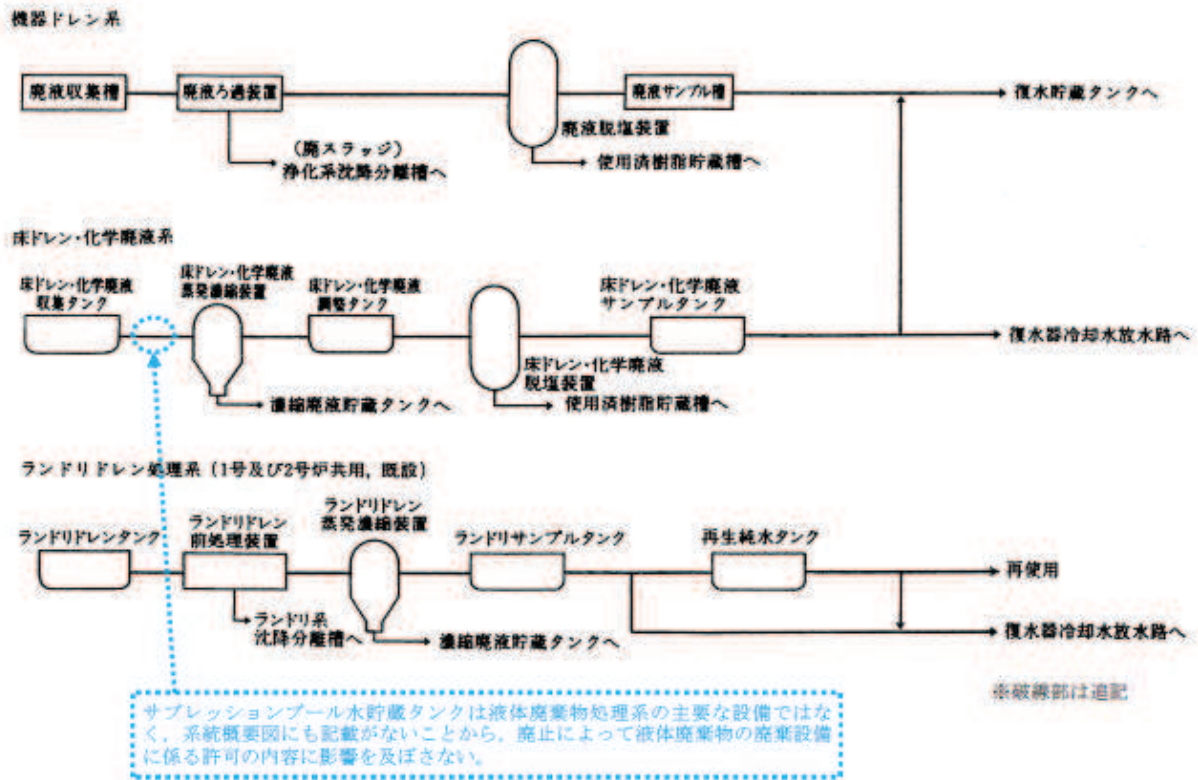 機器ドレン系
廃液収集槽
廃液ろ過装置
廃液脱塩装置
廃液サンプル槽
復水貯蔵タンクへ
(廃スラッジ)
浄化系沈降分離槽へ
使用済樹脂貯蔵槽へ
床ドレン・化学廃液系
床ドレン・化学廃液
収集タンク
床ドレン・化学廃液
蒸発濃縮装置
床ドレン・化学廃液
調整タンク
床ドレン・化学廃液
脱塩装置
床ドレン・化学廃液
サンプルタンク
復水器冷却水放水路へ
濃縮廃液貯蔵タンクへ
使用済樹脂貯蔵槽へ
ランドリドレン処理系(1号及び2号炉共用,既設)
ランドリドレンタンク
ランドリドレン
前処理装置
ランドリドレン
蒸発濃縮装置
ランドリサンプルタンク
再生純水タンク
再使用
ランドリ系
沈降分離槽へ
濃縮廃液貯蔵タンクへ
復水器冷却水放水路へ
※破線部は追記
サプレッションプール水貯蔵タンクは液体廃棄物処理系の主要な設備ではな
く,系統概要図にも記載がないことから,廃止によって液体廃棄物の廃棄設備
に係る許可の内容に影響を及ぼさない。